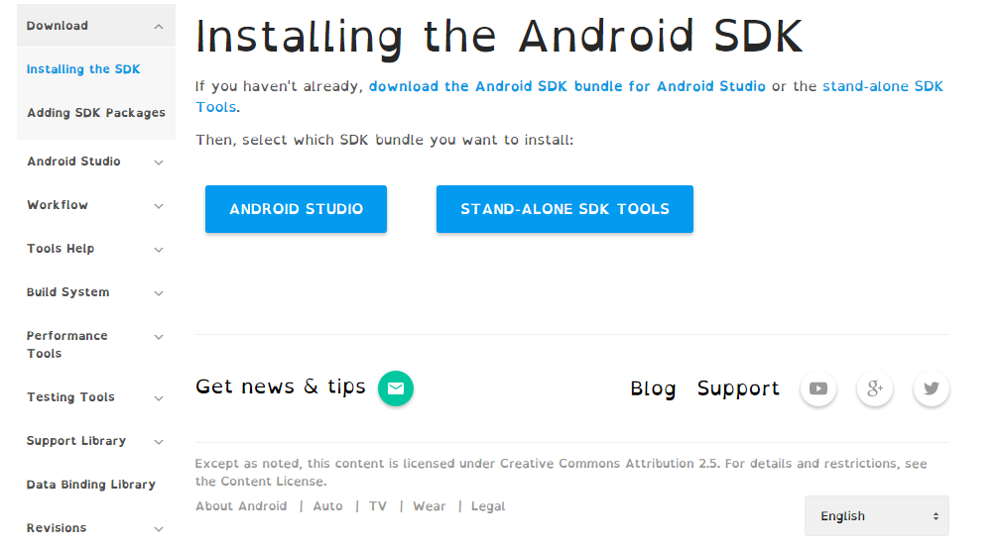 Download
Installing the SDK
Adding SDK Packages
Android Studio
Workflow
Tools Help
Build System
Performance
Tools
Testing Tools
Support Library
Data Binding Library
Revisions
Installing the Android SDK
If you haven't already, download the Android SDK bundle for Android Studio or the stand-alone SDK
Tools.
Then, select which SDK bundle you want to install:
ANDROID STUDIO
STAND-ALONE SDK TOOLS
Get news & tips
Blog Support
g+
Except as noted, this content is licensed under Creative Commons Attribution 2.5. For details and restrictions, see
the Content License.
About Android | Auto | TV | Wear | Legal
English